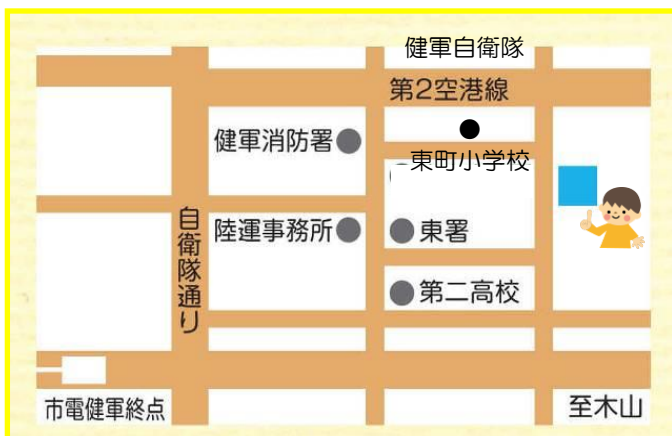 健軍自衛隊
第2空港線
健軍消防署
東町小学校
自衛隊通り
陸運事務所
東署
第二高校
市電健軍終点
至木山